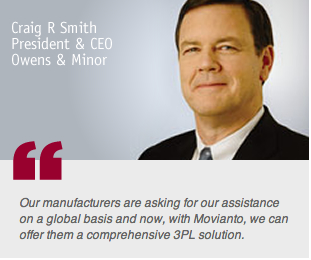 Craig R Smith
President & CEO
Owens & Minor
“
Our manufacturers are asking for our assistance
on a global basis and now, with Movianto, we can
offer them a comprehensive 3PL solution.